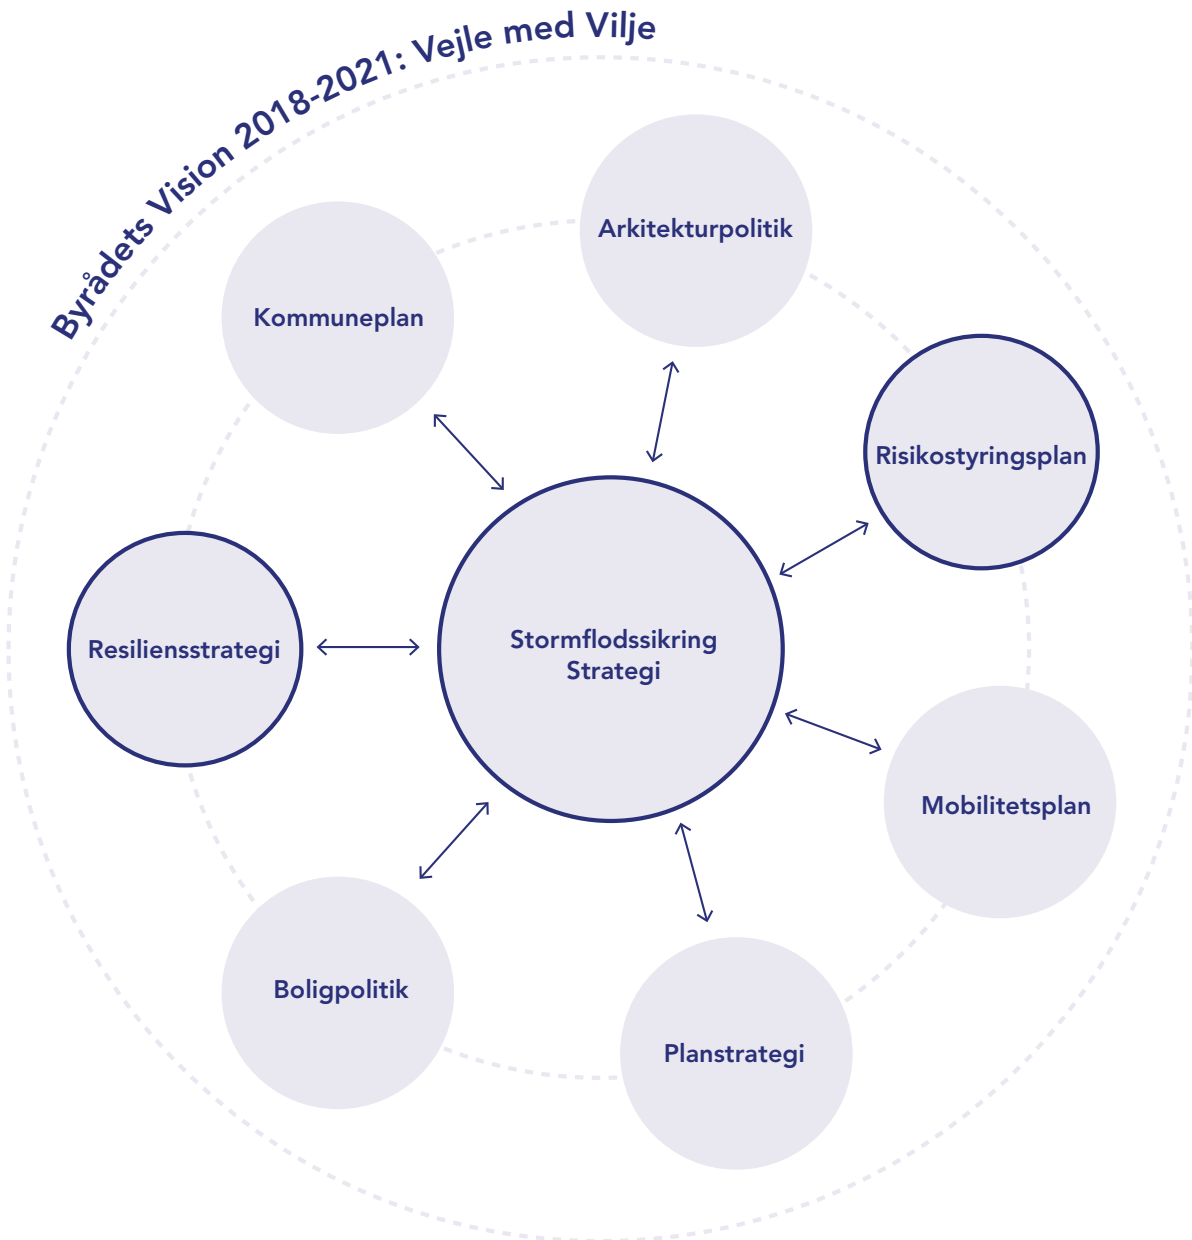 Byrådets Vision 2018-2021: Vejle med Vilje
Arkitekturpolitik
Kommuneplan
Risikostyringsplan
Stormflodssikring
Strategi
Resiliensstrategi
Mobilitetsplan
Boligpolitik
Planstrategi